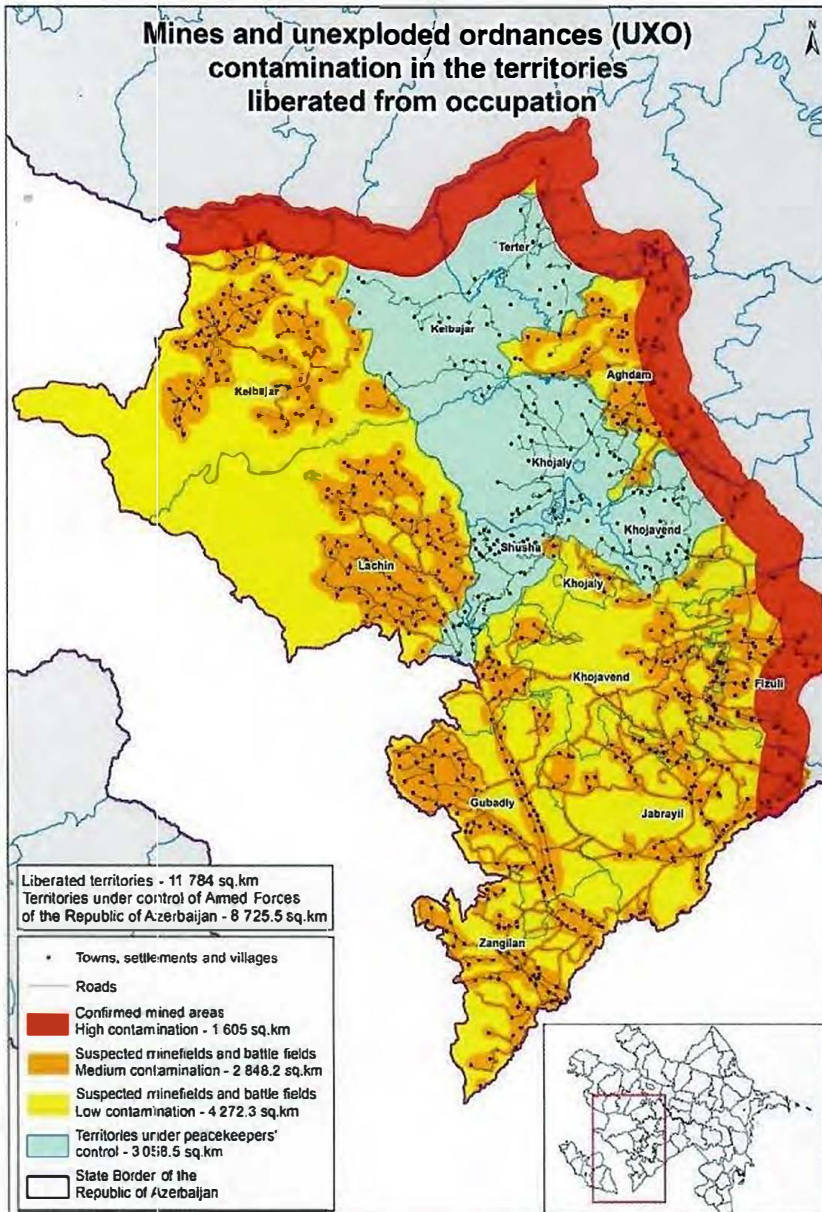 Mines and unexploded ordnances (UXO)
contamination in the territories
liberated from occupation
N
Terter
Kelbajar
Aghdam
Kelbajar
Khojaly
Khojavend
Shusha
Lachin
Khojaly
Khojavend
Fizuli
Gubadly
Jabrayil
Zangilan
Liberated territories - 11 784 sq.km
Territories under control of Armed Forces
of the Republic of Azerbaijan - 8 725.5 sq.km
Towns, settlements and villages
Roads
Confirmed mined areas
High contamination - 1 605 sq.km
Suspected minefields and battle fields
Medium contamination - 2 848.2 sq.km
Suspected minefields and battle fields
Low contamination - 4 272.3 sq.km
Territories under peacekeepers'
control - 3 058.5 sq.km
State Border of the
Republic of Azerbaijan